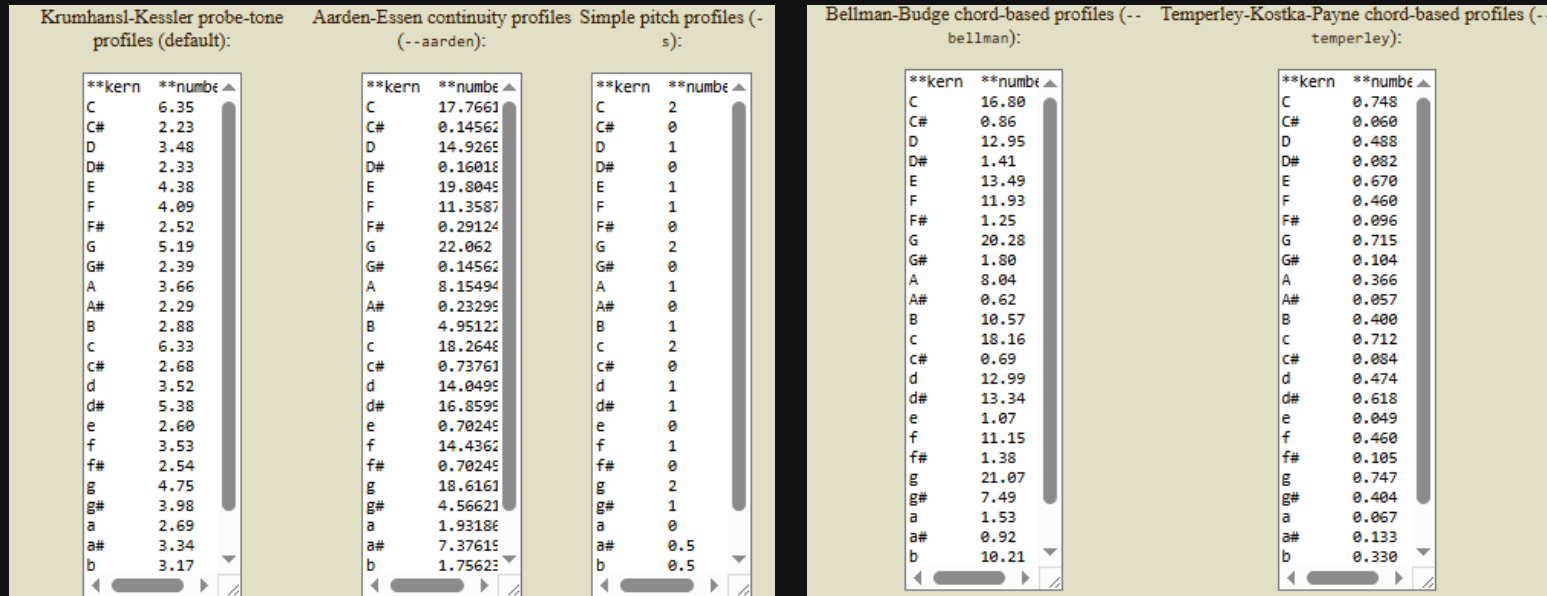 Krumhansl-Kessler probe-tone
profiles (default):
**kern **numbe
C 6.35
C# 2.23
D 3.48
D# 2.33
E 4.38
F 4.09
F# 2.52
G 5.19
G# 2.39
A 3.66
A# 2.29
B 2.88
c 6.33
c# 2.68
d 3.52
d# 5.38
e 2.60
f 3.53
f# 2.54
g 4.75
g# 3.98
a 2.69
a# 3.34
b 3.17
Aarden-Essen continuity profiles
(--aarden):
**kern **numbe
C 17.7661
C# 0.14562
D 14.9265
D# 0.16018
E 19.8049
F 11.3587
F# 0.29124
G 22.062
G# 0.14562
A 8.15494
A# 0.23299
B 4.95122
c 18.2648
c# 0.73761
d 14.0499
d# 16.8599
e 0.70249
f 14.4362
f# 0.70249
g 18.6161
g# 4.56621
a 1.93186
a# 7.37619
b 1.75623
Simple pitch profiles (-
s):
**kern **numbe
C 2
C# 0
D 1
D# 0
E 1
F 1
F# 0
G 2
G# 0
A 1
A# 0
B 1
c 2
c# 0
d 1
d# 1
e 0
f 1
f# 0
g 2
g# 1
a 0
a# 0.5
b 0.5
Bellman-Budge chord-based profiles (--
bellman):
**kern **numbe
C 16.80
C# 0.86
D 12.95
D# 1.41
E 13.49
F 11.93
F# 1.25
G 20.28
G# 1.80
A 8.04
A# 0.62
B 10.57
c 18.16
c# 0.69
d 12.99
d# 13.34
e 1.07
f 11.15
f# 1.38
g 21.07
g# 7.49
a 1.53
a# 0.92
b 10.21
Temperley-Kostka-Payne chord-based profiles (--
temperley):
**kern **numbe
C 0.748
C# 0.060
D 0.488
D# 0.082
E 0.670
F 0.460
F# 0.096
G 0.715
G# 0.104
A 0.366
A# 0.057
B 0.400
c 0.712
c# 0.084
d 0.474
d# 0.618
e 0.049
f 0.460
f# 0.105
g 0.747
g# 0.404
a 0.067
a# 0.133
b 0.330